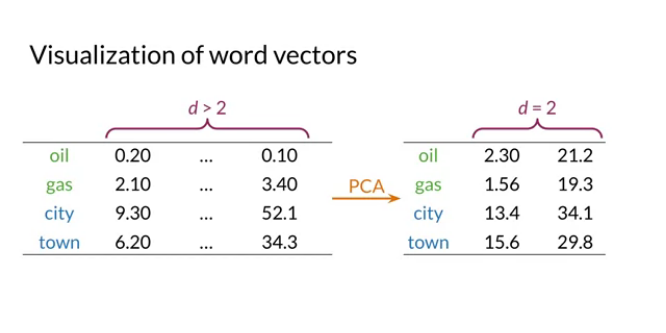 Visualization of word vectors
d > 2
d = 2
oil 0.20 ... 0.10
gas 2.10 ... 3.40
city 9.30 ... 52.1
town 6.20 ... 34.3
PCA
oil 2.30 21.2
gas 1.56 19.3
city 13.4 34.1
town 15.6 29.8